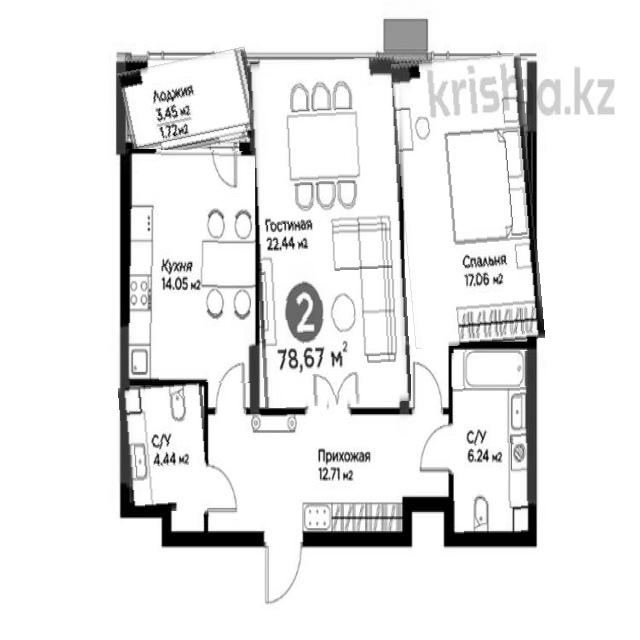 krisha.kz
Лоджия
3.45 м2
1.72 м2
Гостиная
22.44 м2
Кухня
14.05 м2
Спальня
17.06 м2
2
78,67 м2
С/У
4.44 м2
Прихожая
12.71 м2
С/У
6.24 м2